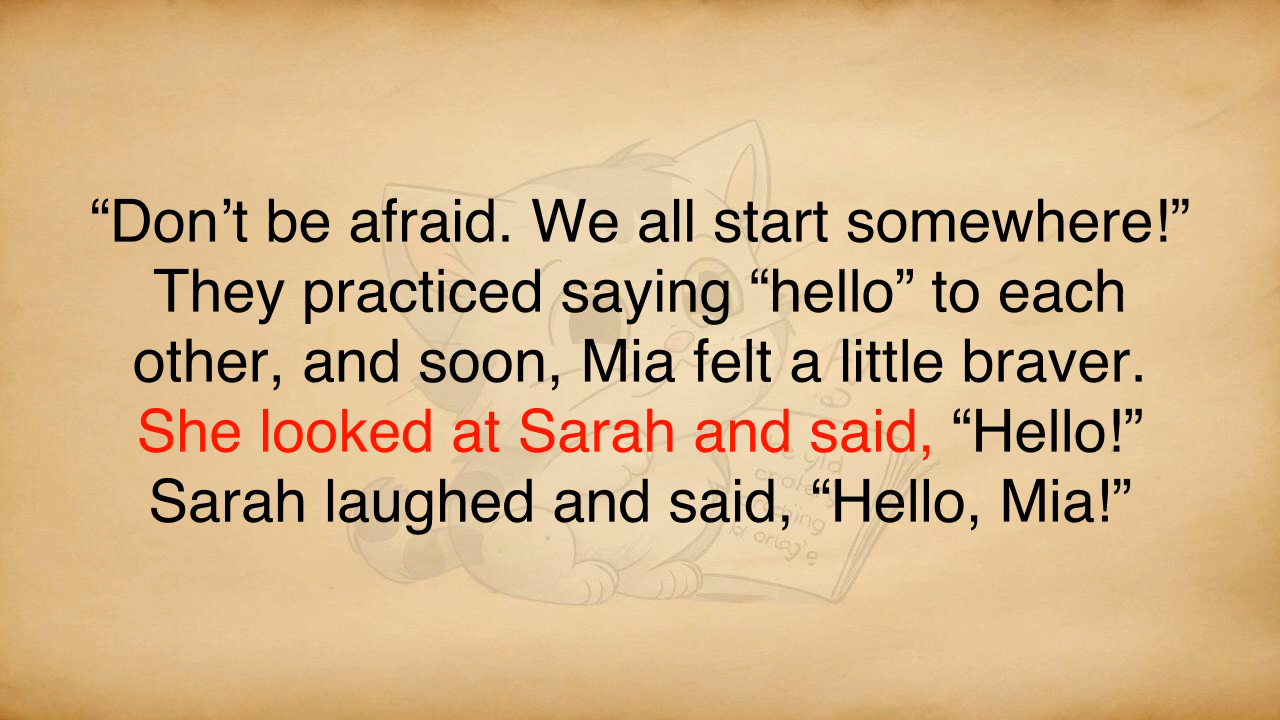 “Don’t be afraid. We all start somewhere!”
They practiced saying “hello” to each
other, and soon, Mia felt a little braver.
She looked at Sarah and said, “Hello!”
Sarah laughed and said, “Hello, Mia!”